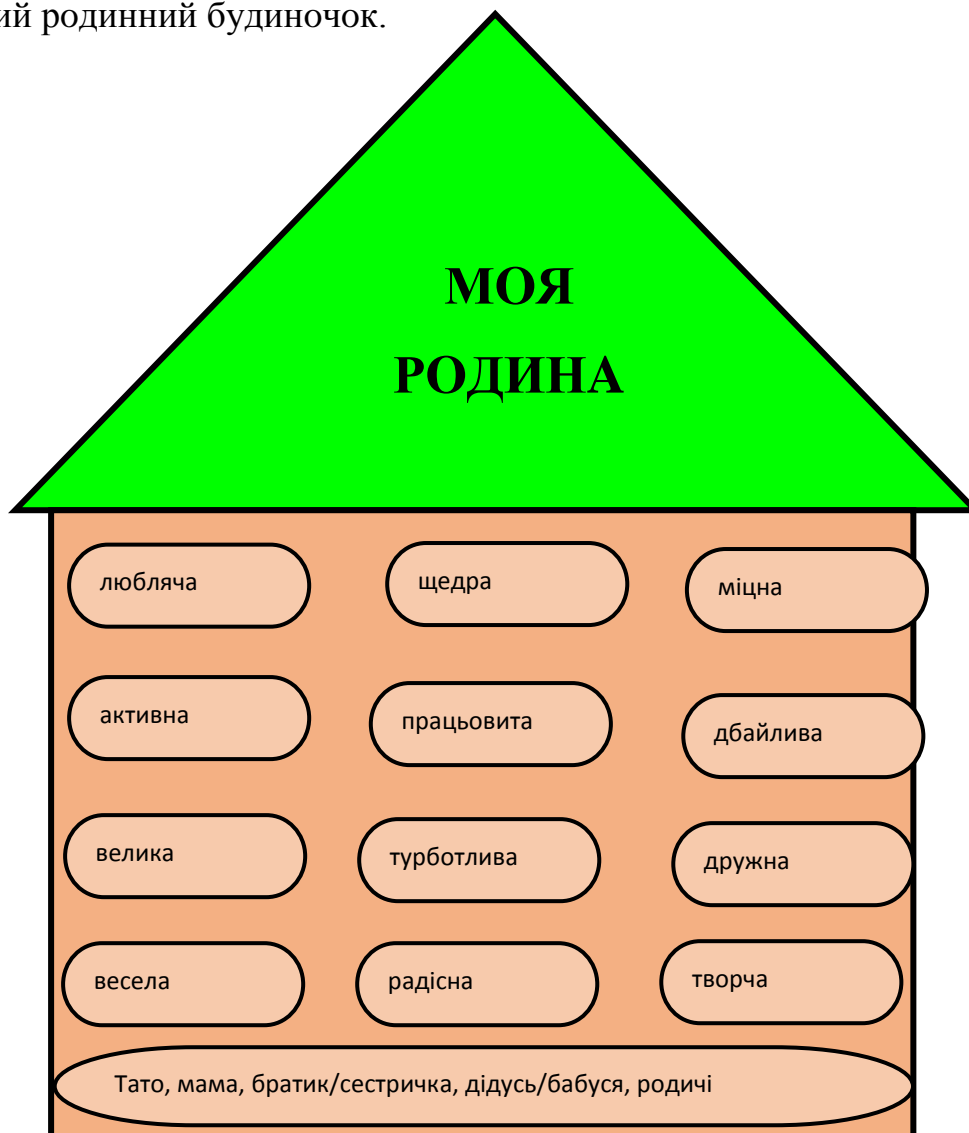 ий родинний будиночок.
МОЯ
РОДИНА
любляча
щедра
міцна
активна
працьовита
дбайлива
велика
турботлива
дружна
весела
радісна
творча
Тато, мама, братик/сестричка, дідусь/бабуся, родичі